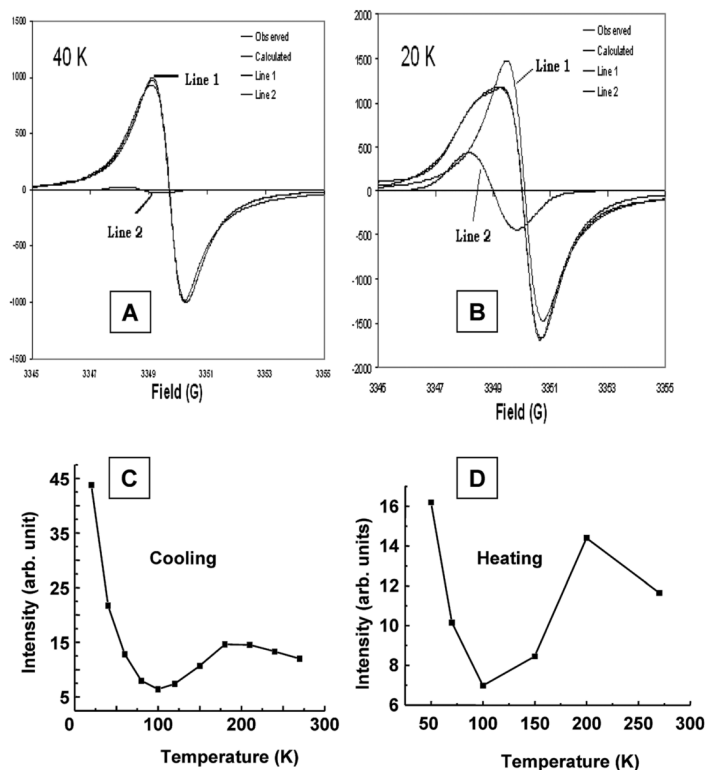 1500
1000
500
0
-500
-1000
-1500
3345
3347
3349
3351
3353
3355
Field (G)
40 K
Line 1
Line 2
Observed
Calculated
Line 1
Line 2
A
2000
1500
1000
500
0
-500
-1000
-1500
-2000
3345
3347
3349
3351
3353
3355
Field (G)
20 K
Line 1
Line 2
Observed
Calculated
Line 1
Line 2
B
C
Cooling
Intensity (arb. unit)
45
35
25
15
5
0
50
100
150
200
250
300
Temperature (K)
D
Heating
Intensity (arb. units)
16
14
12
10
8
6
50
100
150
200
250
300
Temperature (K)